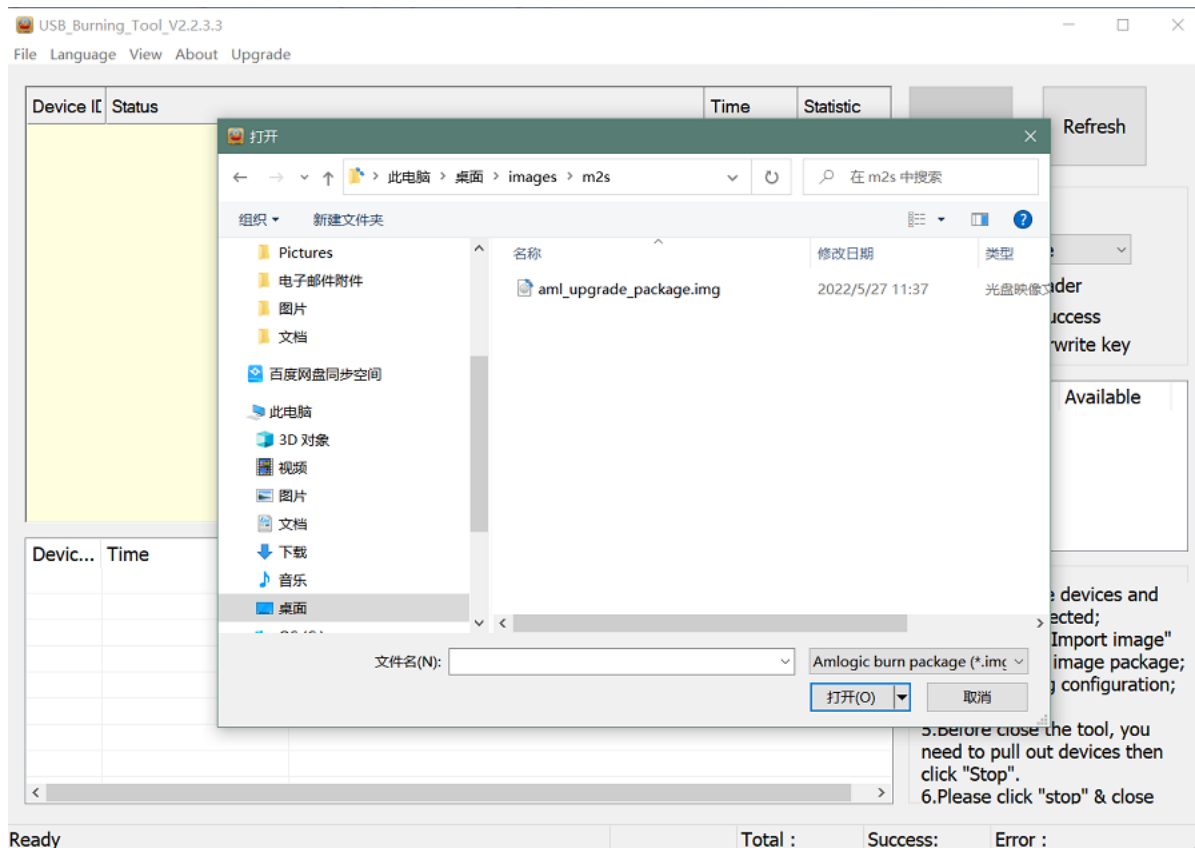 USB_Burning_Tool_V2.2.3.3
File Language View About Upgrade
Device ID Status Time Statistic
Refresh
打开
此电脑 > 桌面 > images > m2s
在 m2s 中搜索
组织 新建文件夹
名称 修改日期 类型
Pictures
aml_upgrade_package.img 2022/5/27 11:37 光盘映像文
电子邮件附件
图片
文档
百度网盘同步空间
此电脑
3D 对象
视频
图片
文档
下载
音乐
桌面
文件名(N): Amlogic burn package (*.img
打开(O) 取消
Available
Devic... Time
devices and
"Import image"
image package;
configuration;
5.Before close the tool, you
need to pull out devices then
click "Stop".
6.Please click "stop" & close
Ready Total : Success: Error :